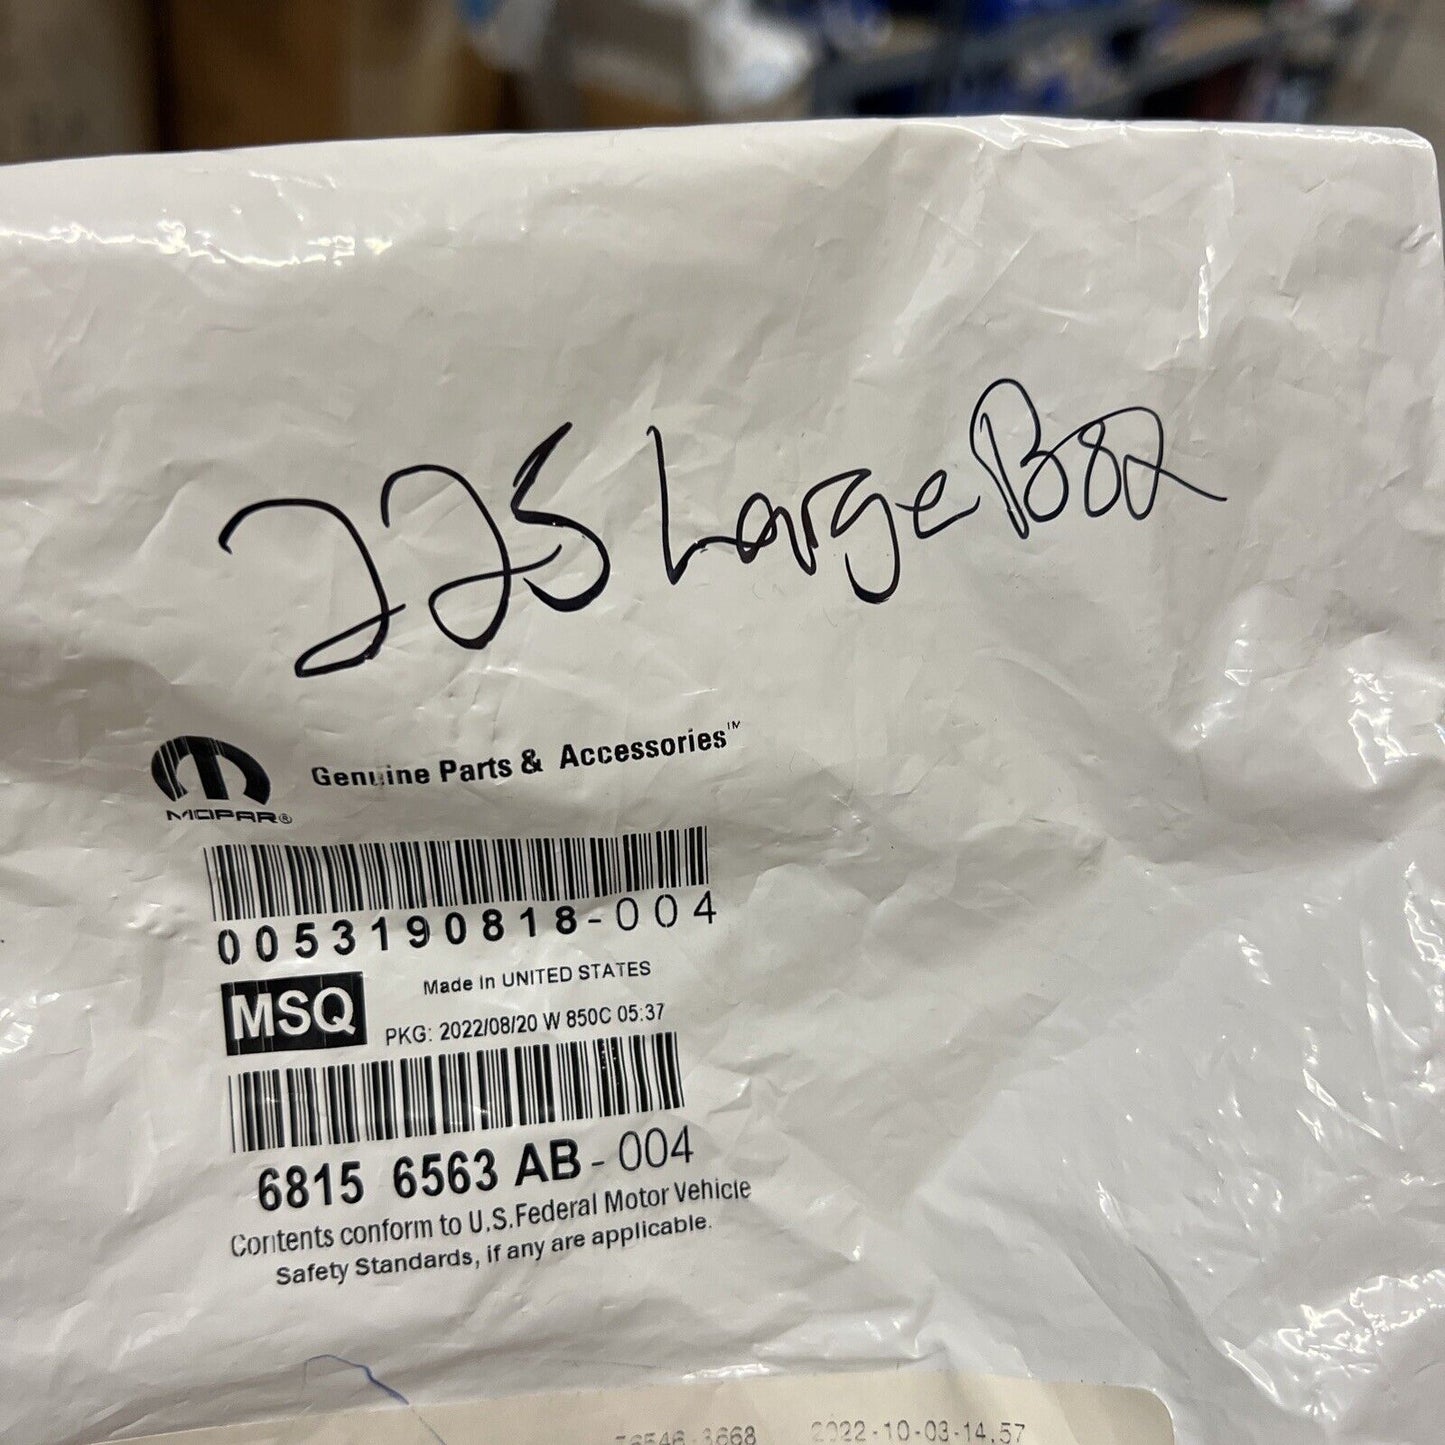 225 Large Box
Genuine Parts & Accessories™
MOPAR®
0053190818-004
Made In UNITED STATES
MSQ
PKG: 2022/08/20 W 850C 05:37
6815 6563 AB-004
Contents conform to U.S.Federal Motor Vehicle
Safety Standards, if any are applicable.
2022-10-03-14.57